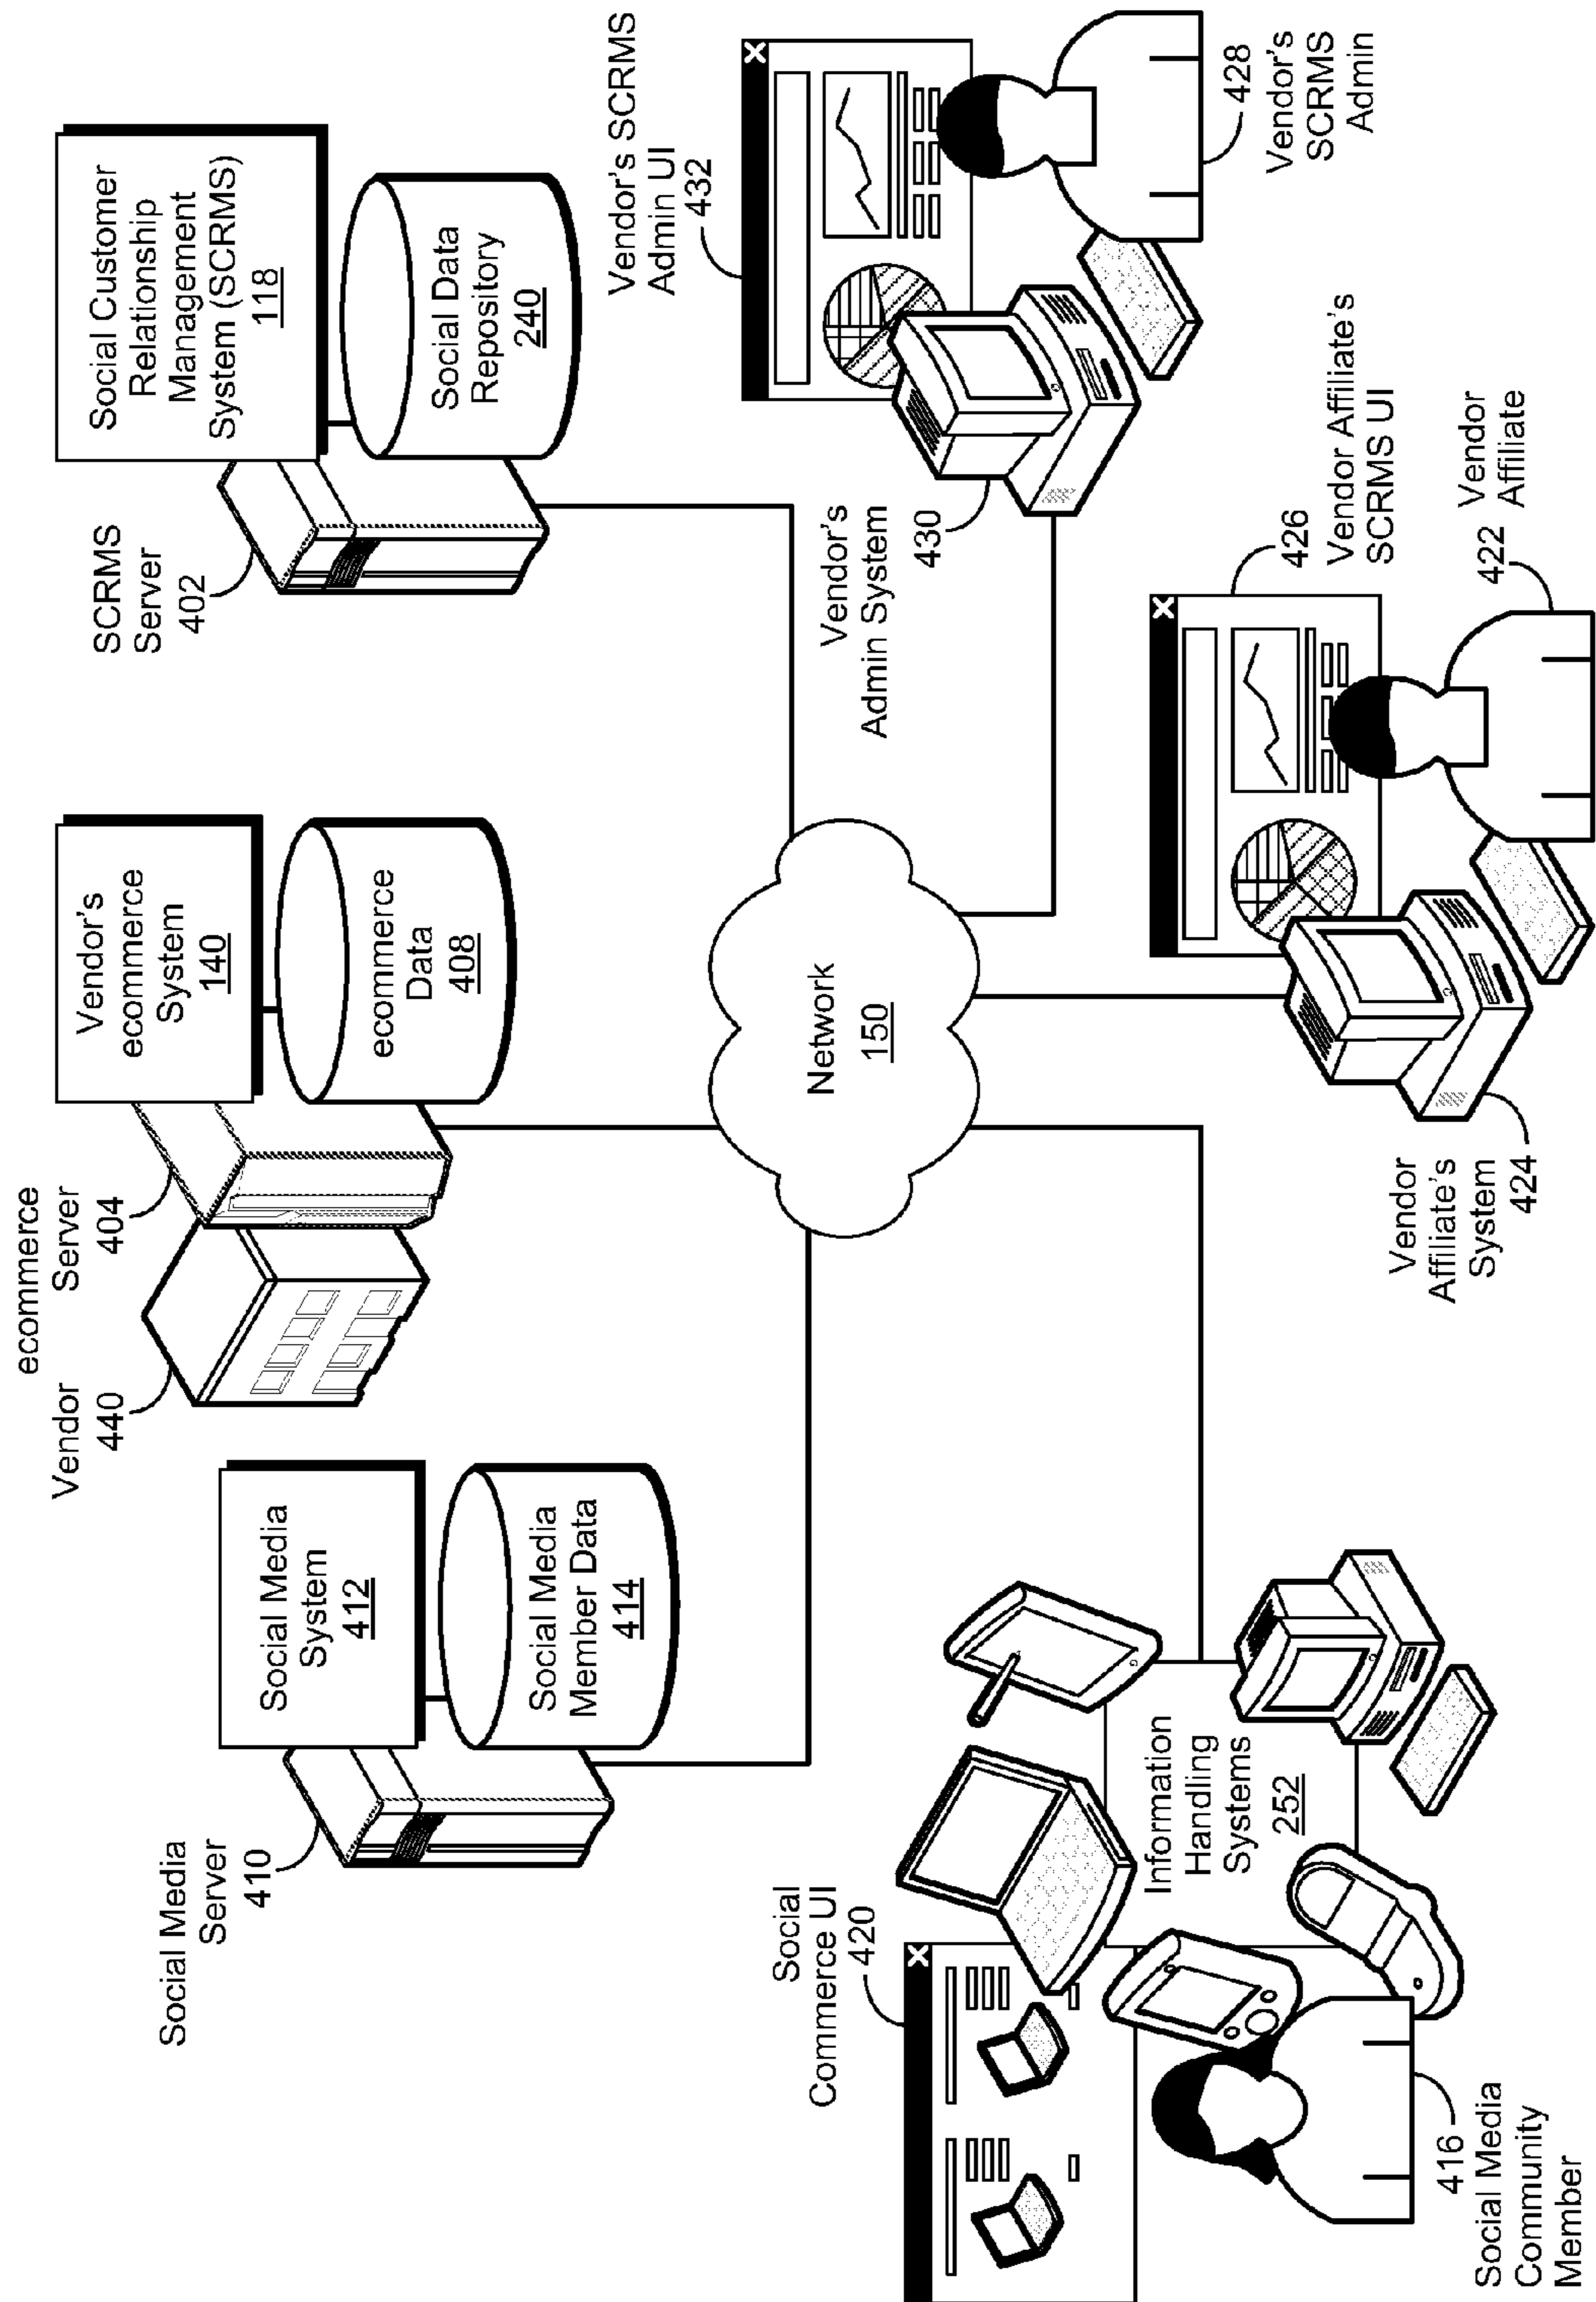 Social Media
Server
410
Social Media
System
412
Social Media
Member Data
414
Vendor
440
ecommerce
Server
404
Vendor's
ecommerce
System
140
ecommerce
Data
408
SCRMS
Server
402
Social Customer
Relationship
Management
System (SCRMS)
118
Social Data
Repository
240
Network
150
Social
Commerce UI
420
Information
Handling
Systems
252
416
Social Media
Community
Member
Vendor
Affiliate's
System
424
426
Vendor Affiliate's
SCRMS UI
422
Vendor
Affiliate
Vendor's
Admin System
430
Vendor's SCRMS
Admin UI
432
428
Vendor's
SCRMS
Admin